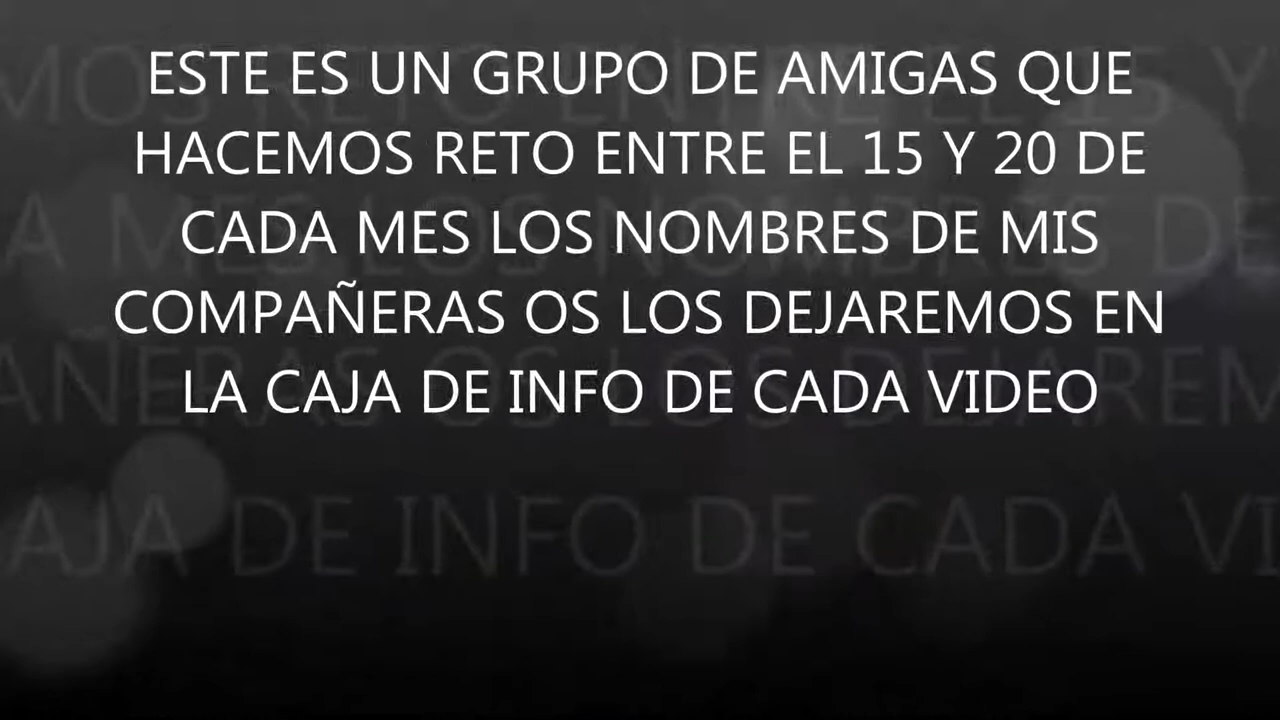 ESTE ES UN GRUPO DE AMIGAS QUE
HACEMOS RETO ENTRE EL 15 Y 20 DE
CADA MES LOS NOMBRES DE MIS
COMPAÑERAS OS LOS DEJAREMOS EN
LA CAJA DE INFO DE CADA VIDEO